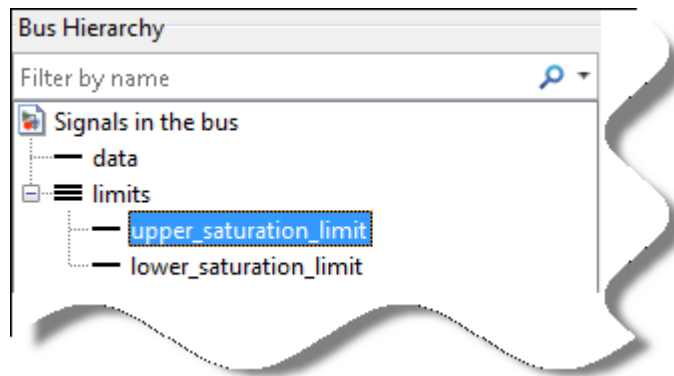 Bus Hierarchy
Filter by name
Signals in the bus
data
limits
upper_saturation_limit
lower_saturation_limit